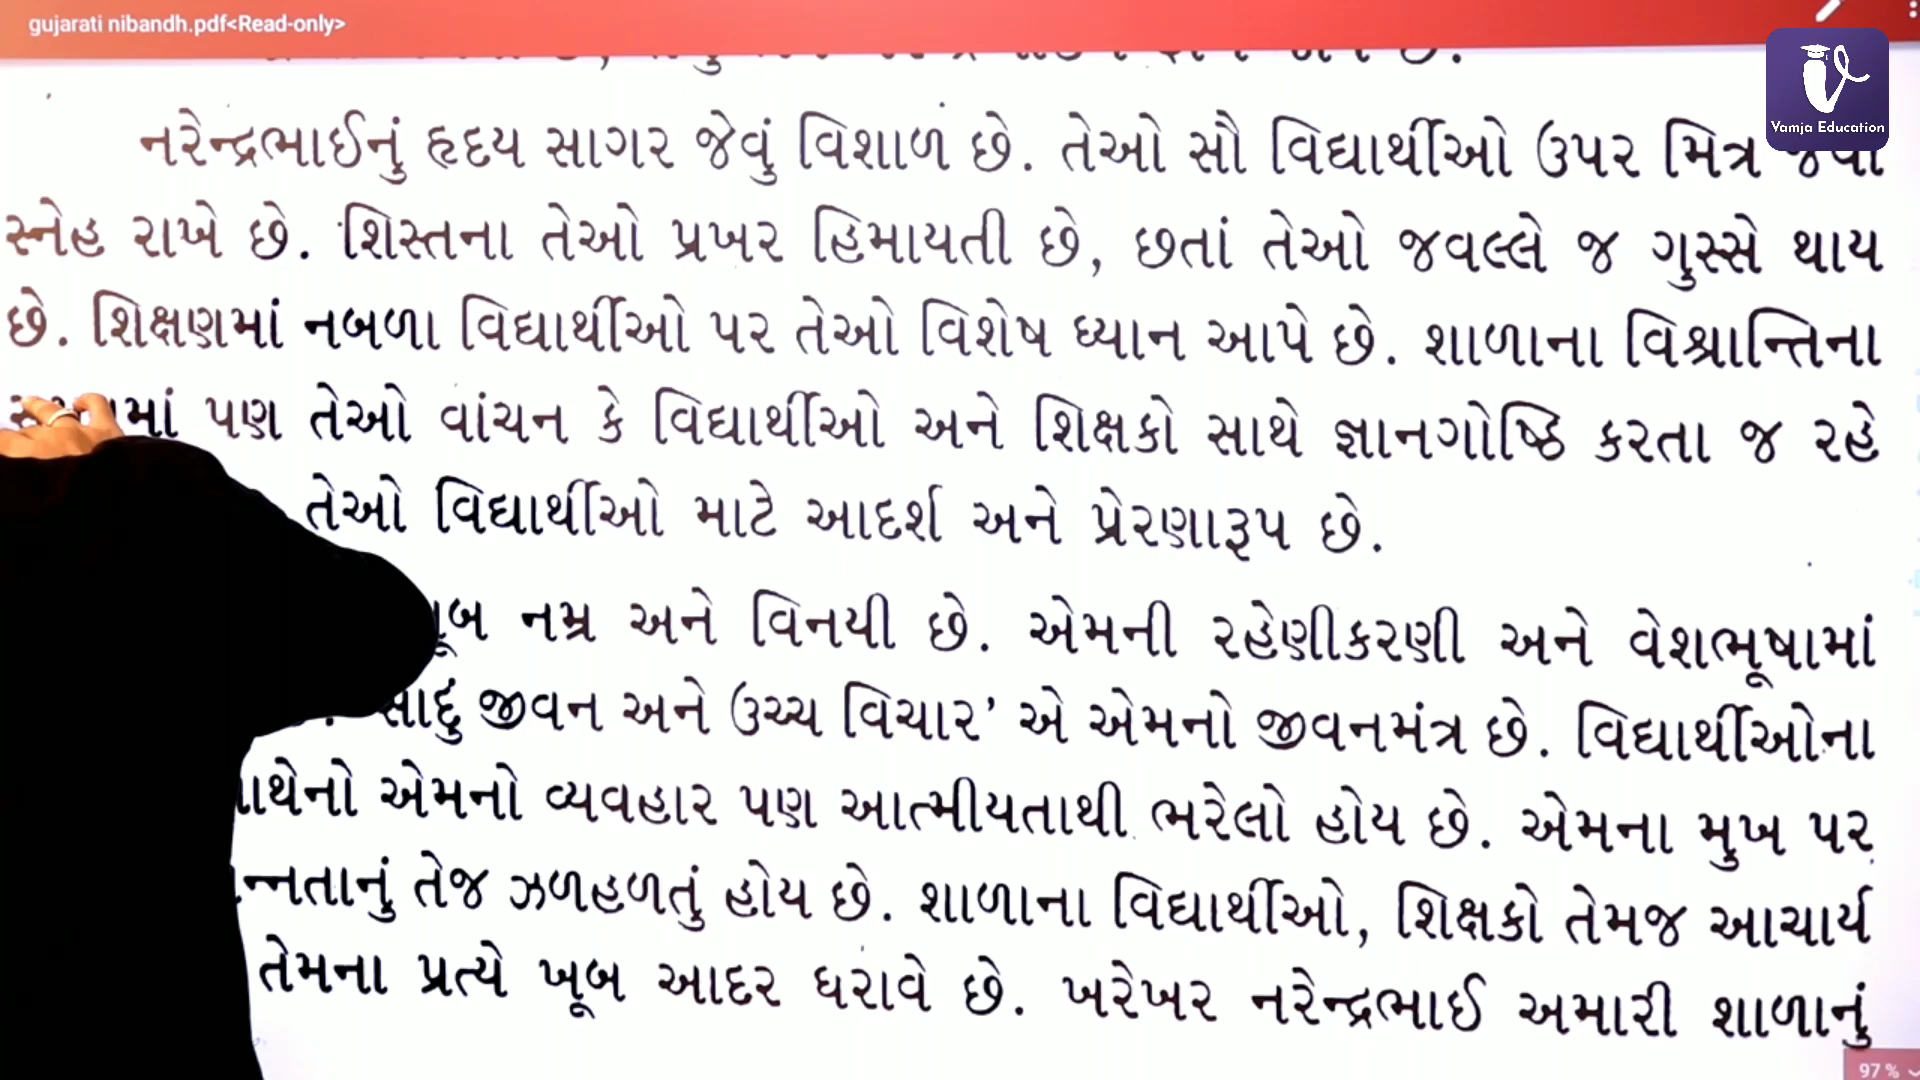 gujarati nibandh.pdf<Read-only>
Vamja Education
નરેન્દ્રભાઈનું હૃદય સાગર જેવું વિશાળ છે. તેઓ સૌ વિદ્યાર્થીઓ ઉપર મિત્ર
સ્નેહ રાખે છે. શિસ્તના તેઓ પ્રખર હિમાયતી છે, છતાં તેઓ જવલ્લે જ ગુસ્સે થાય
છે. શિક્ષણમાં નબળા વિદ્યાર્થીઓ પર તેઓ વિશેષ ધ્યાન આપે છે. શાળાના વિશ્રાન્તિના
પણ તેઓ વાંચન કે વિદ્યાર્થીઓ અને શિક્ષકો સાથે જ્ઞાનગોષ્ઠિ કરતા જ રહે
તેઓ વિદ્યાર્થીઓ માટે આદર્શ અને પ્રેરણારૂપ છે.
નમ્ર અને વિનયી છે. એમની રહેણીકરણી અને વેશભૂષામાં
સાદું જીવન અને ઉચ્ચ વિચાર' એ એમનો જીવનમંત્ર છે. વિદ્યાર્થીઓના
એમનો વ્યવહાર પણ આત્મીયતાથી ભરેલો હોય છે. એમના મુખ પર
તેજ ઝળહળતું હોય છે. શાળાના વિદ્યાર્થીઓ, શિક્ષકો તેમજ આચાર્ય
તેમના પ્રત્યે ખૂબ આદર ધરાવે છે. ખરેખર નરેન્દ્રભાઈ અમારી શાળાનું
97 %